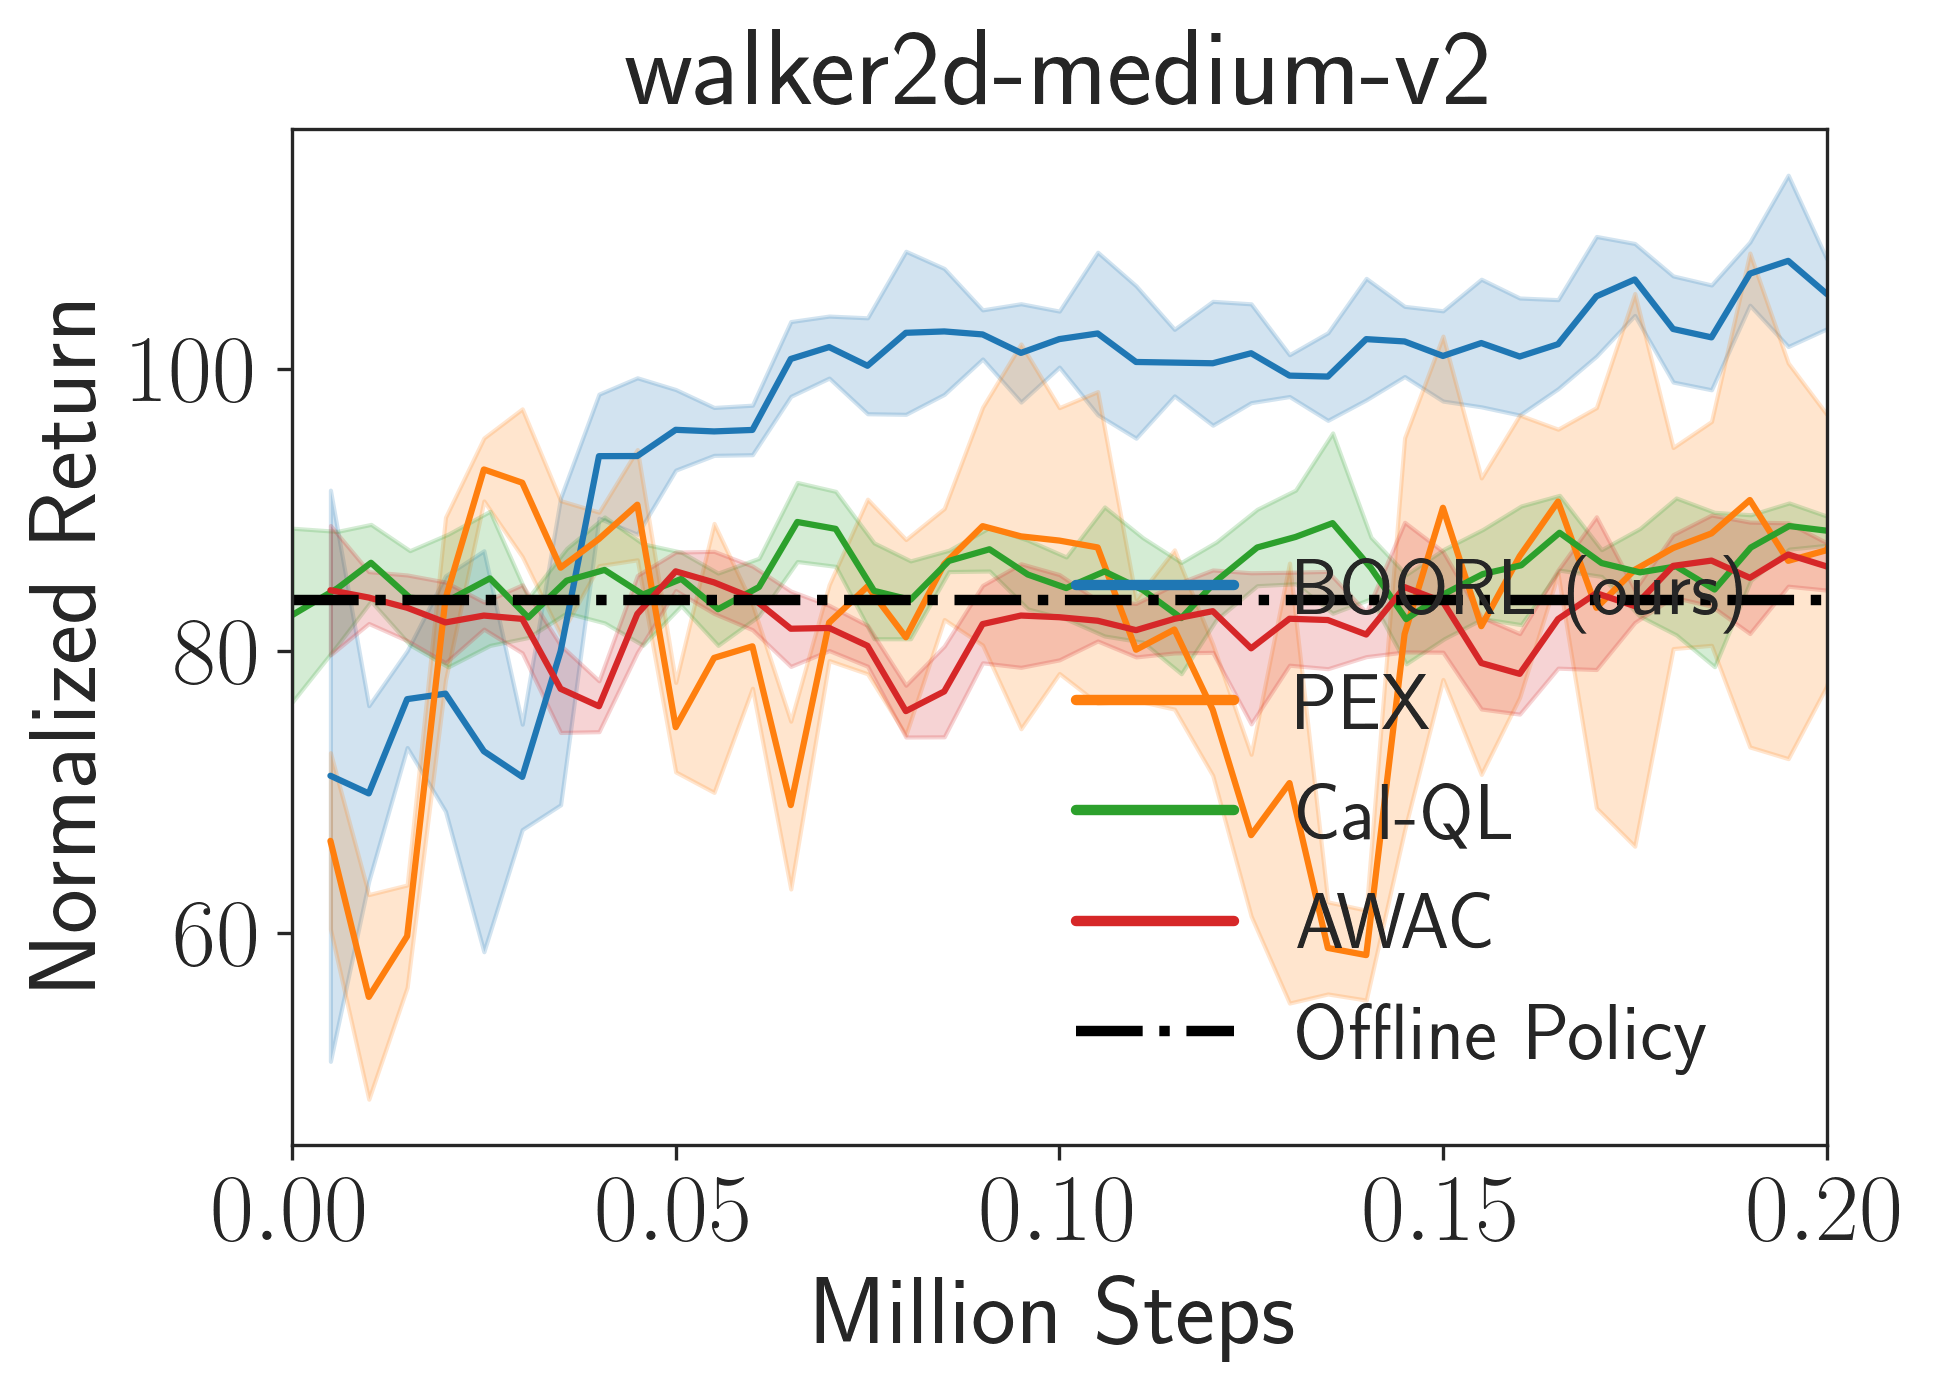 walker2d-medium-v2
Normalized Return
100
80
60
BOORL (ours)
PEX
Cal-QL
AWAC
Offline Policy
0.00 0.05 0.10 0.15 0.20
Million Steps